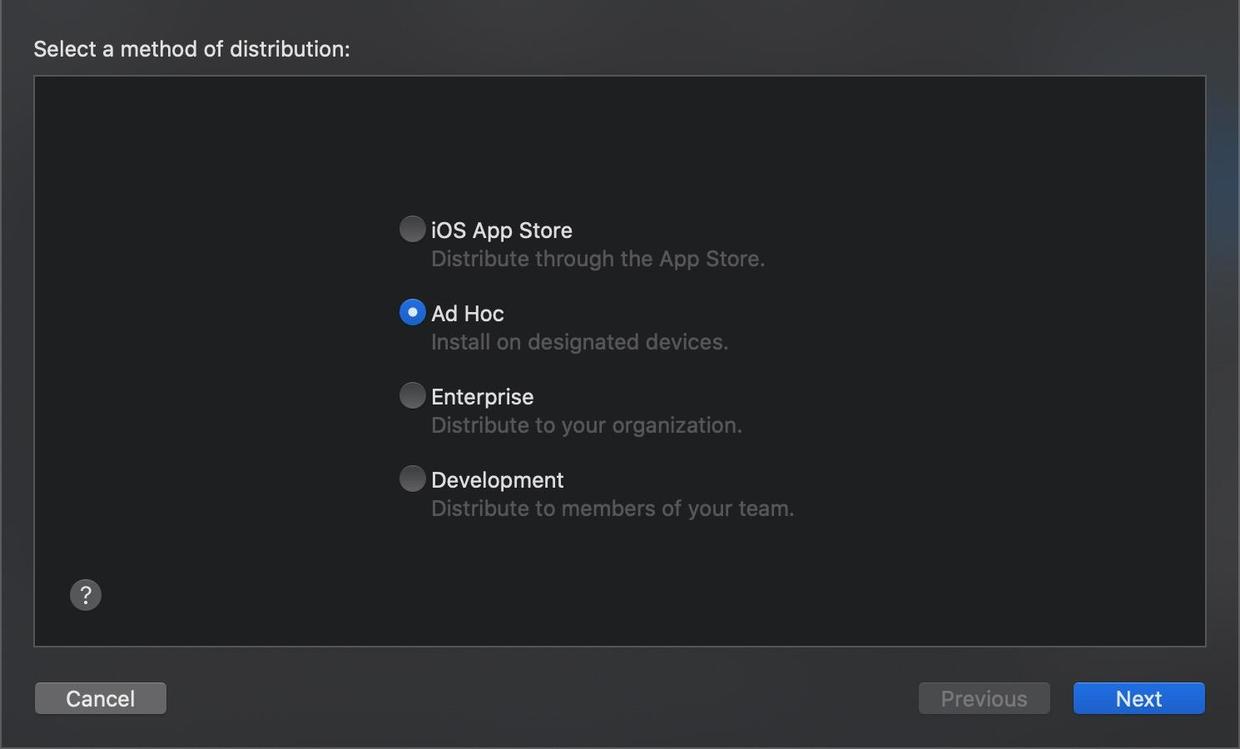 Select a method of distribution:
iOS App Store
Distribute through the App Store.
Ad Hoc
Install on designated devices.
Enterprise
Distribute to your organization.
Development
Distribute to members of your team.
?
Cancel
Previous
Next